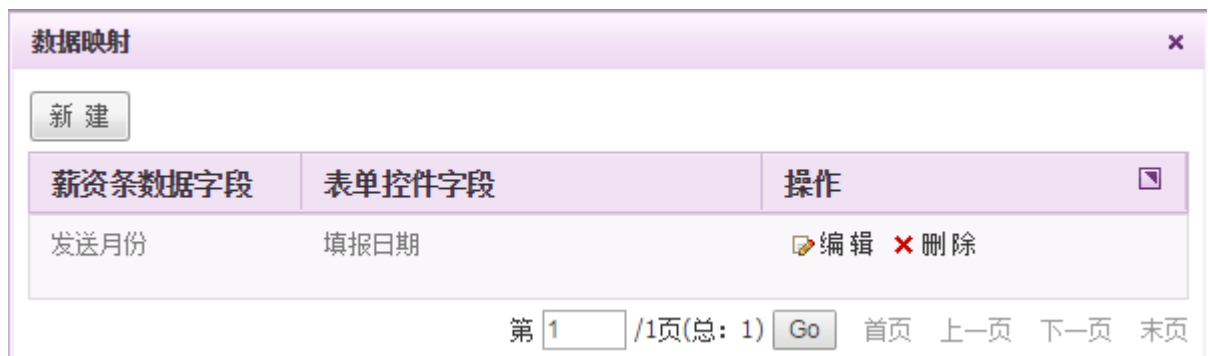 数据映射
新 建
薪资条数据字段 表单控件字段 操作
发送月份 填报日期 编辑 删除
第 1 /1页(总：1) Go 首页 上一页 下一页 末页